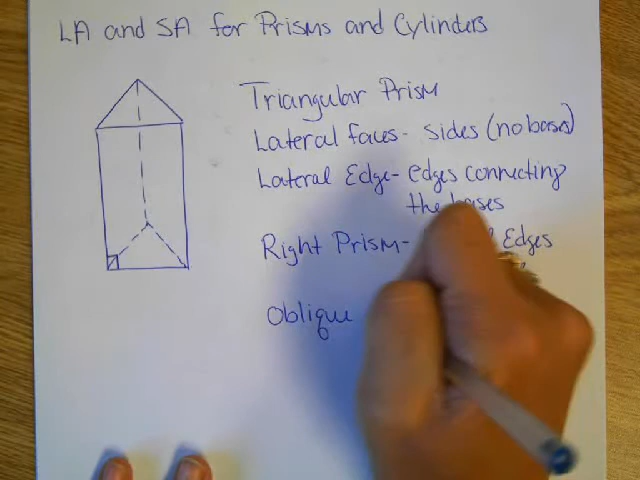 LA and SA for Prisms and Cylinders
Triangular Prism
Lateral faces- sides (no bases)
Lateral Edge- edges connecting
the bases
Right Prism- Edges
Oblique